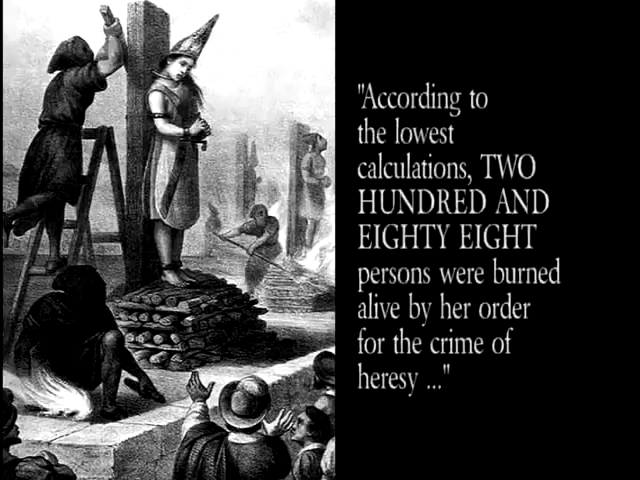 "According to
the lowest
calculations, TWO
HUNDRED AND
EIGHTY EIGHT
persons were burned
alive by her order
for the crime of
heresy ..."